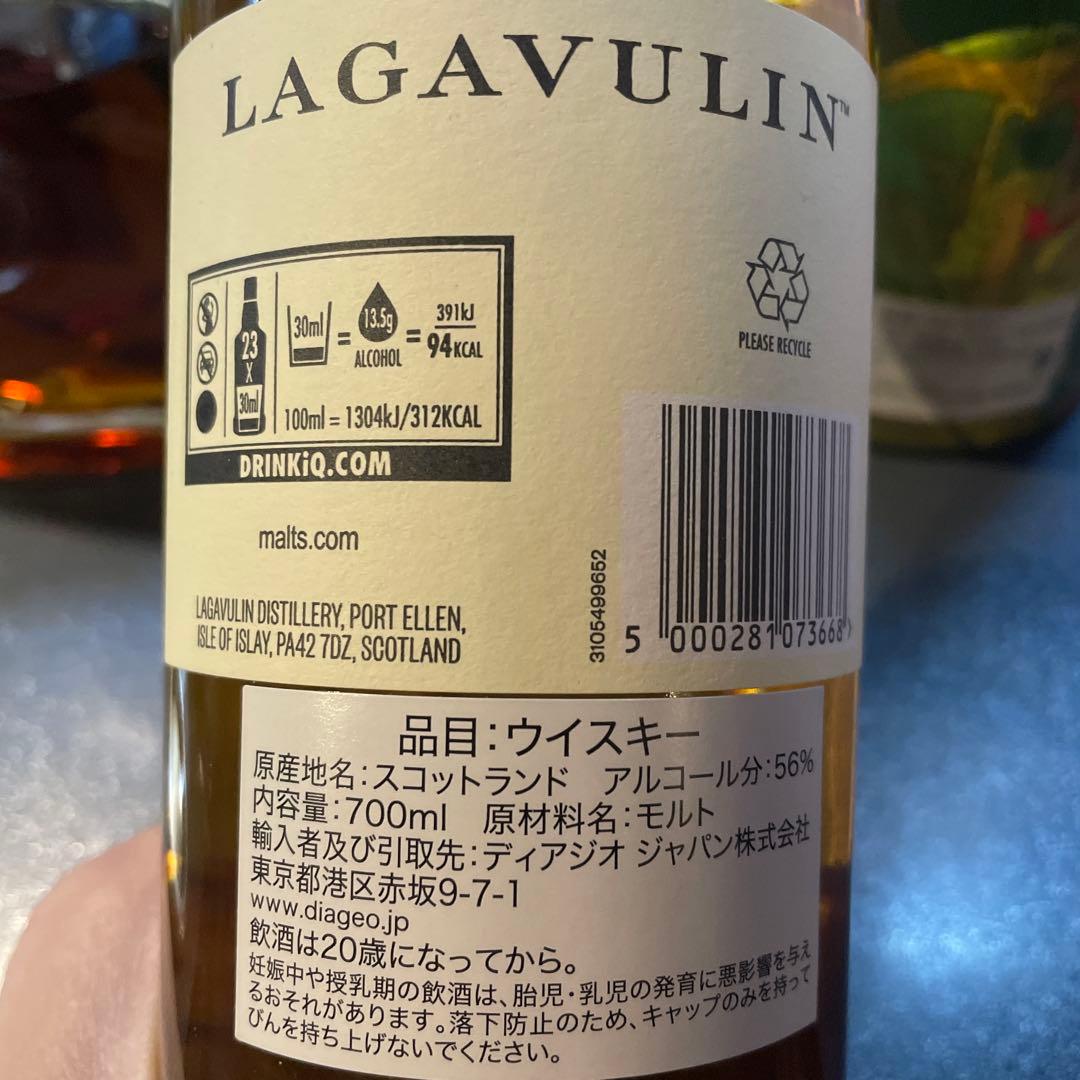 LAGAVULIN™
23
X
30ml
30ml
=
13.5g
ALCOHOL
=
391kJ
94KCAL
100ml = 1304kJ/312KCAL
DRINKiQ.COM
PLEASE RECYCLE
malts.com
LAGAVULIN DISTILLERY, PORT ELLEN,
ISLE OF ISLAY, PA42 7DZ, SCOTLAND
3105499652
5 000281 073668 >
品目:ウイスキー
原産地名:スコットランド アルコール分:56%
内容量:700ml 原材料名:モルト
輸入者及び引取先:ディアジオ ジャパン株式会社
東京都港区赤坂9-7-1
www.diageo.jp
飲酒は20歳になってから。
妊娠中や授乳期の飲酒は、胎児・乳児の発育に悪影響を与え
るおそれがあります。落下防止のため、キャップのみを持って
びんを持ち上げないでください。